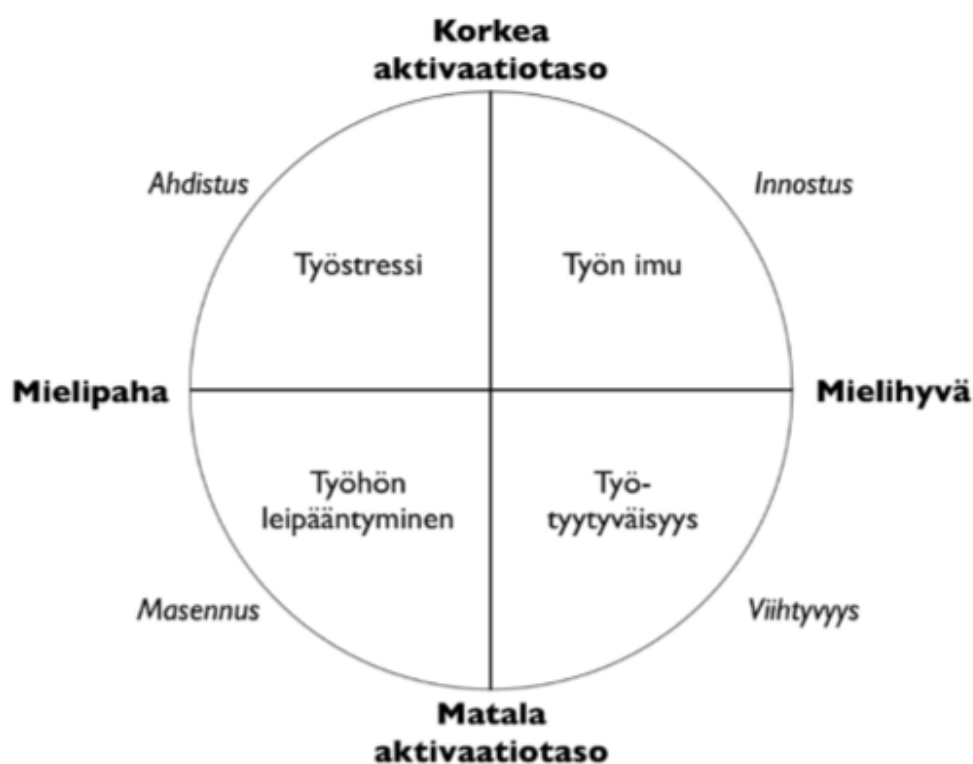 Korkea
aktivaatiotaso
Ahdistus
Innostus
Työstressi
Työn imu
Mielipaha
Mielihyvä
Työhön
leipääntyminen
Työ-
tyytyväisyys
Masennus
Viihtyvyys
Matala
aktivaatiotaso